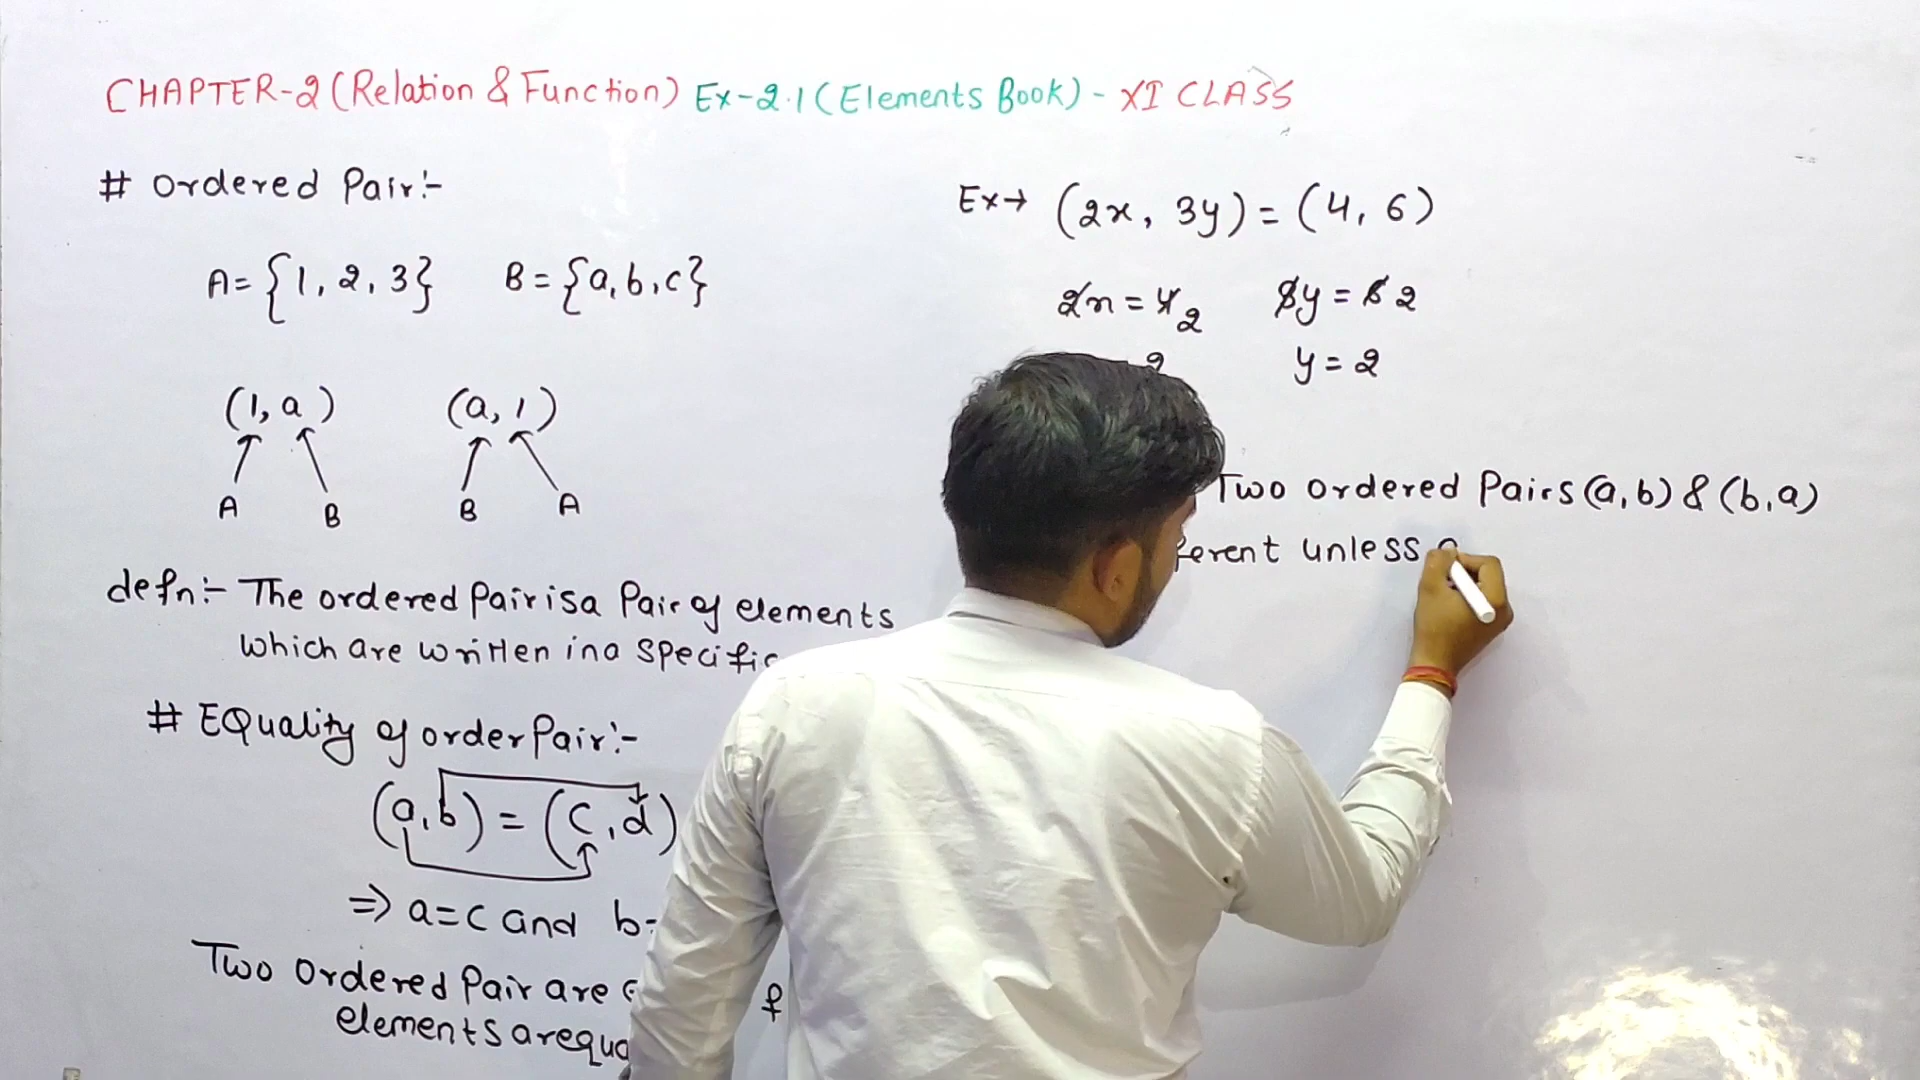 CHAPTER-2 (Relation & Function) Ex-2.1 (Elements Book) - XI CLASS
# ordered Pair:-
A = {1, 2, 3} B = {a, b, c}
(1, a) (a, 1)
A B B A
defn:- The ordered Pair is a Pair of elements
which are written in a specific
# EQuality of order Pair:-
(a, b) = (c, d)
⇒ a=c and b=
Two ordered Pair are
elements are
Ex→ (2x, 3y) = (4, 6)
2x = 4 2 3y = 6 2
2 y = 2
Two ordered Pairs (a, b) & (b, a)
unless